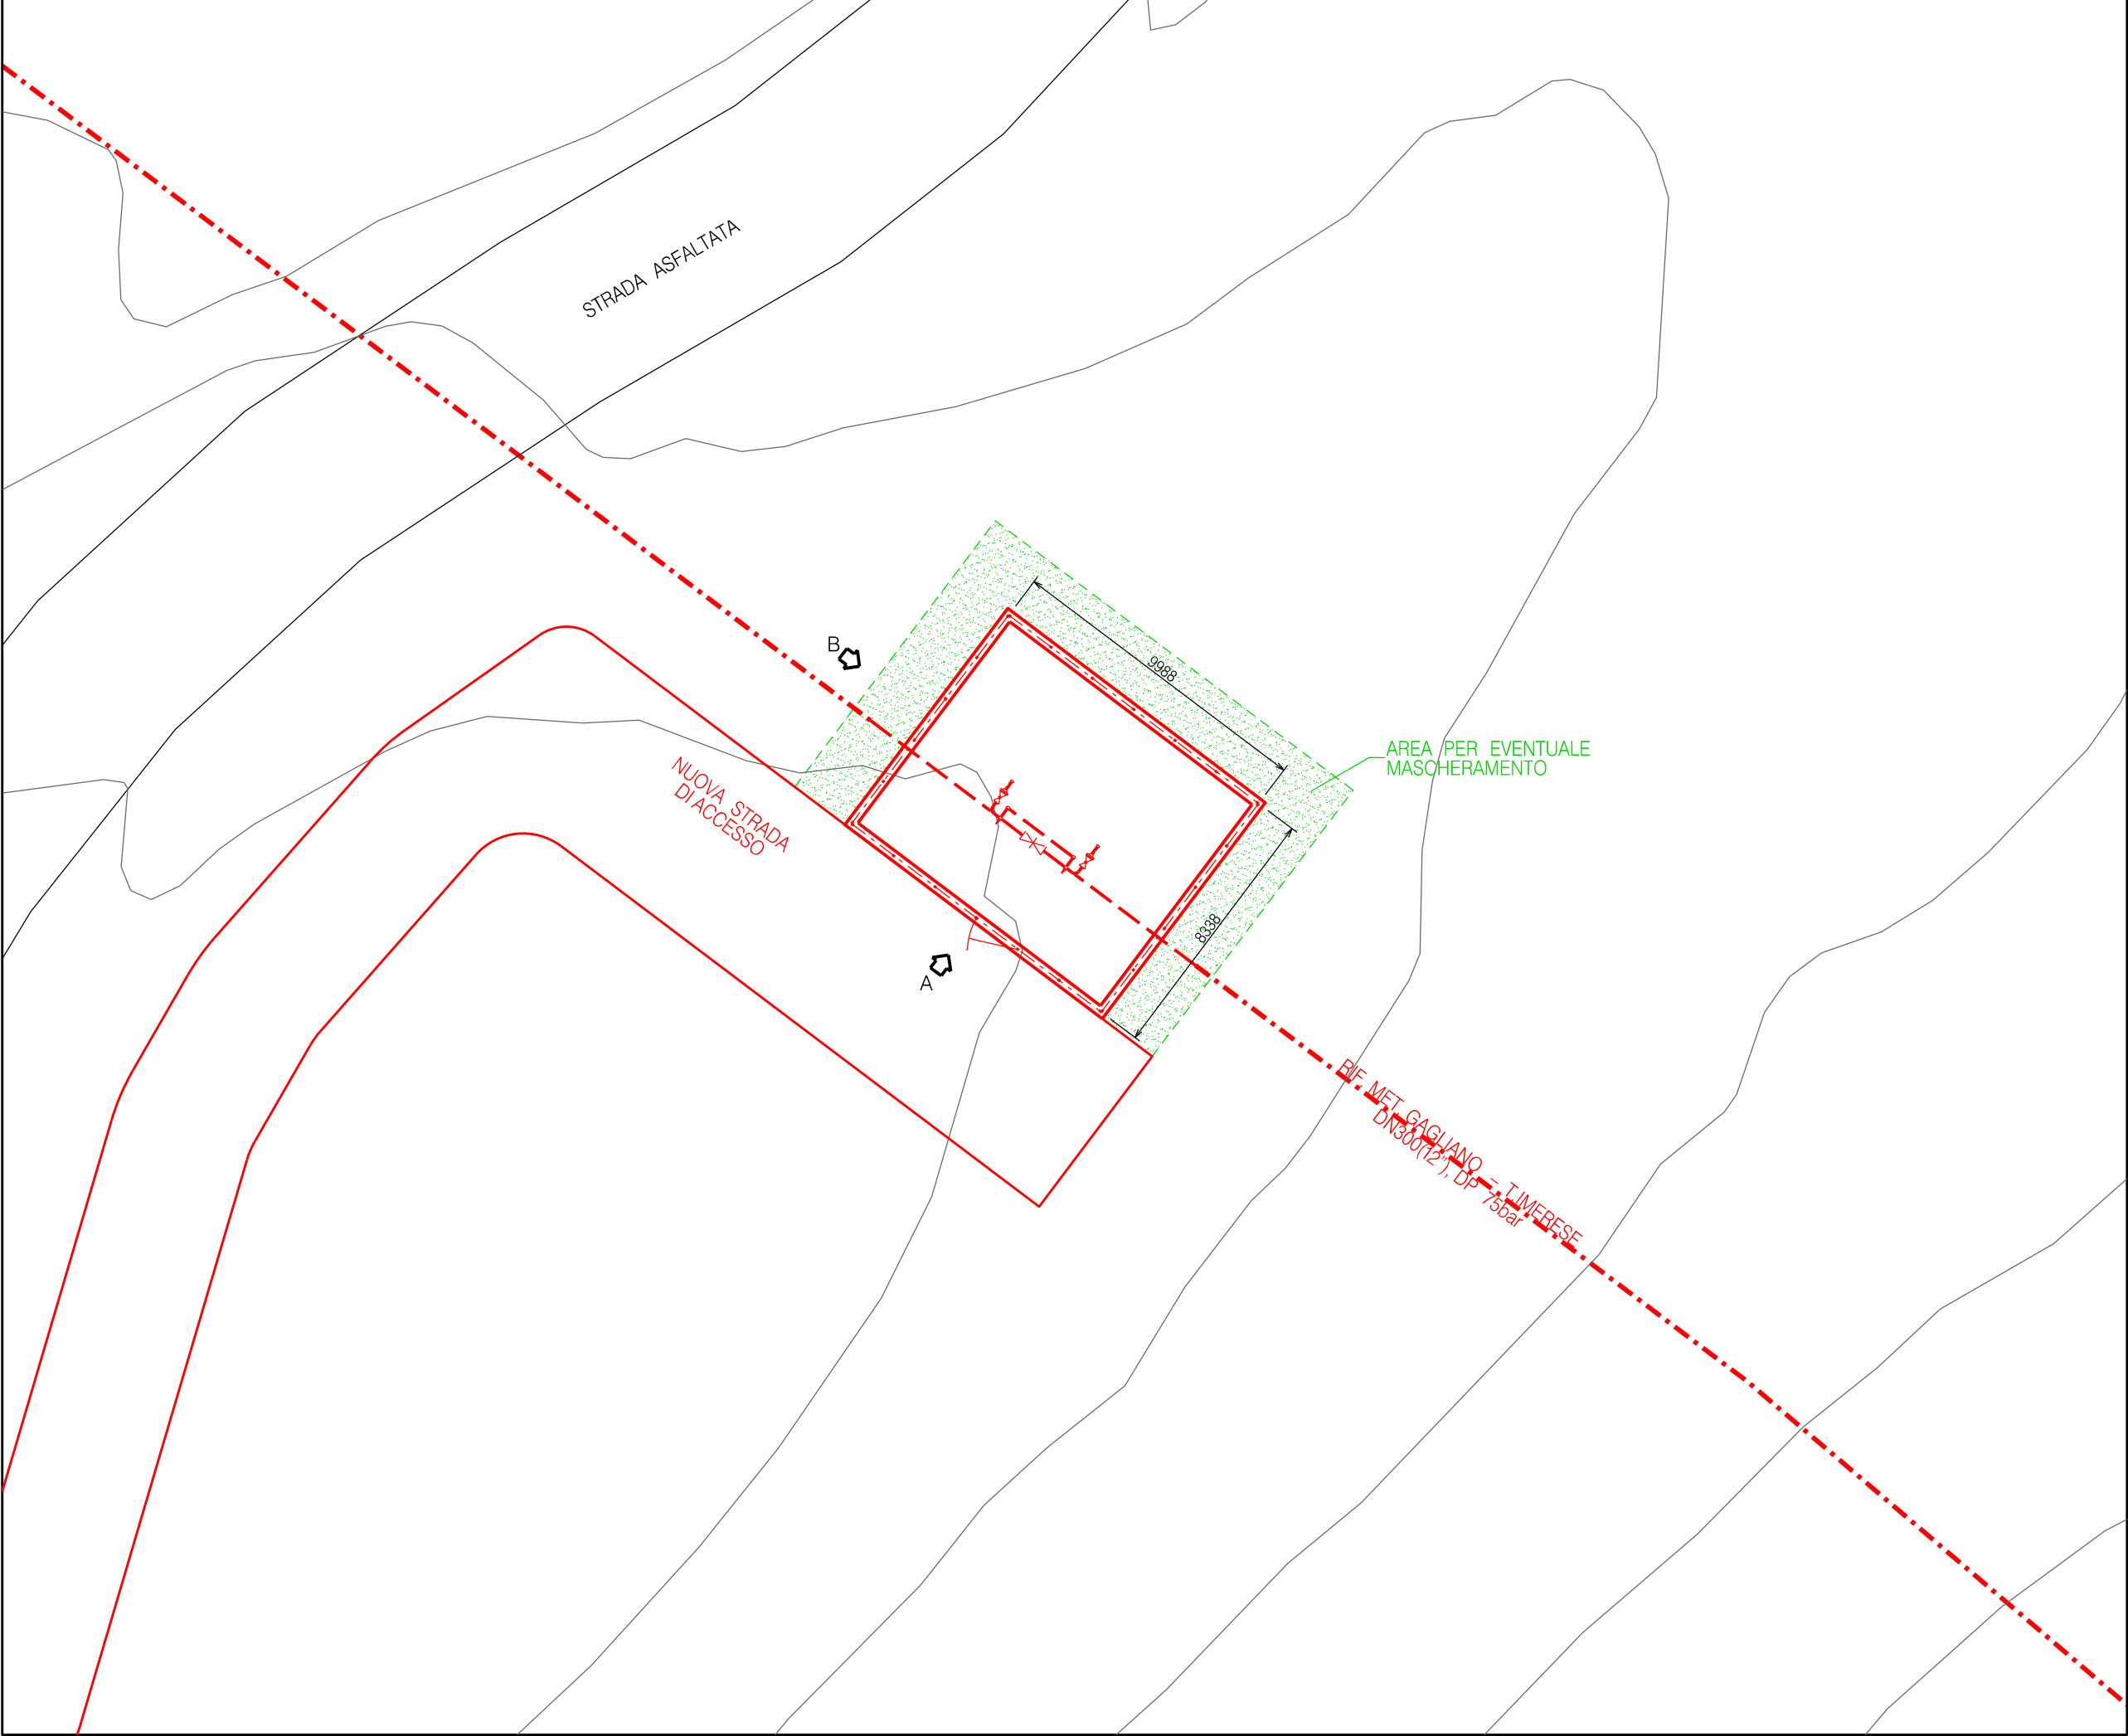 STRADA ASFALTATA
B
9988
AREA PER EVENTUALE
MASCHERAMENTO
NUOVA STRADA
DI ACCESSO
8338
A
RIF. MET. GAGLIANO - T.IMERESE
DN300(12"), DP 75bar